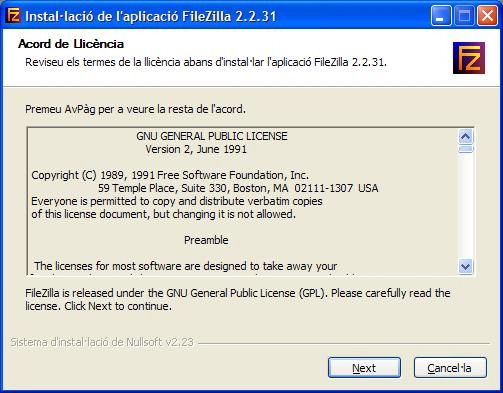 Instal·lació de l'aplicació FileZilla 2.2.31
Acord de Llicència
Reviseu els termes de la llicència abans d'instal·lar l'aplicació FileZilla 2.2.31.
FZ
Premeu AvPàg per a veure la resta de l'acord.
GNU GENERAL PUBLIC LICENSE
Version 2, June 1991
Copyright (C) 1989, 1991 Free Software Foundation, Inc.
59 Temple Place, Suite 330, Boston, MA  02111-1307  USA
Everyone is permitted to copy and distribute verbatim copies
of this license document, but changing it is not allowed.
Preamble
The licenses for most software are designed to take away your
FileZilla is released under the GNU General Public License (GPL). Please carefully read the
license. Click Next to continue.
Sistema d'instal·lació de Nullsoft v2.23
Next
Cancel·la